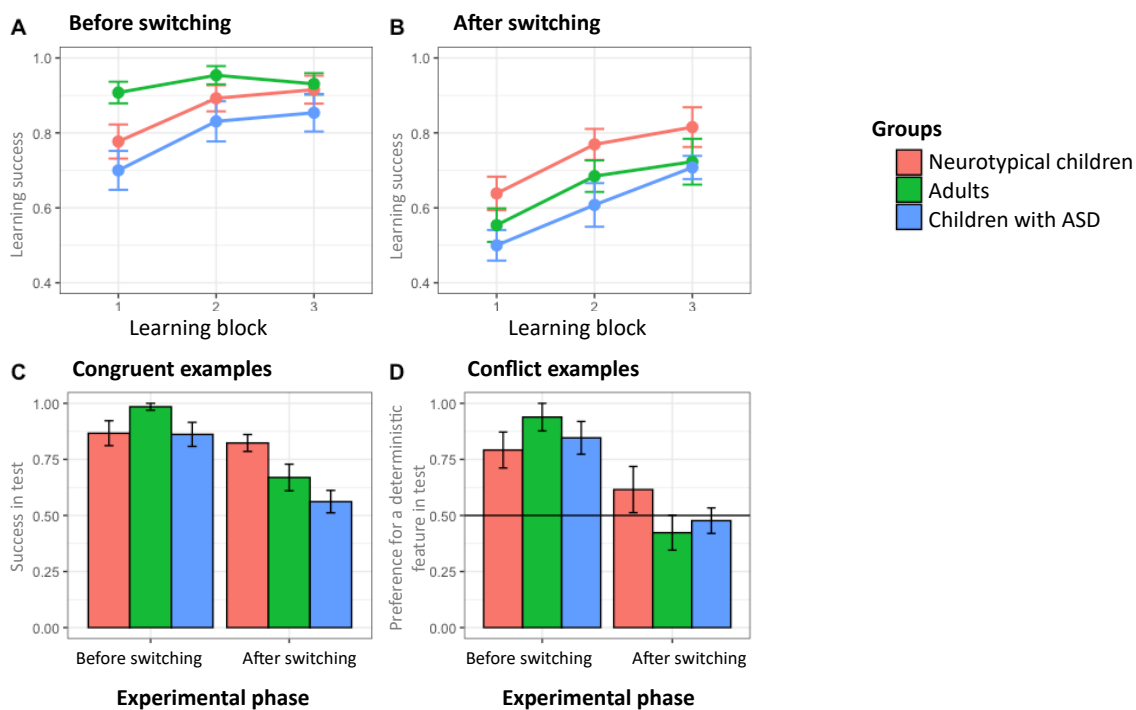 A Before switching
B After switching
1.0
0.8
0.6
0.4
Learning success
1 2 3
Learning block
1.0
0.8
0.6
0.4
Learning success
1 2 3
Learning block
Groups
Neurotypical children
Adults
Children with ASD
C Congruent examples
D Conflict examples
1.00
0.75
0.50
0.25
0.00
Success in test
Before switching After switching
Experimental phase
1.00
0.75
0.50
0.25
0.00
Preference for a deterministic
feature in test
Before switching After switching
Experimental phase